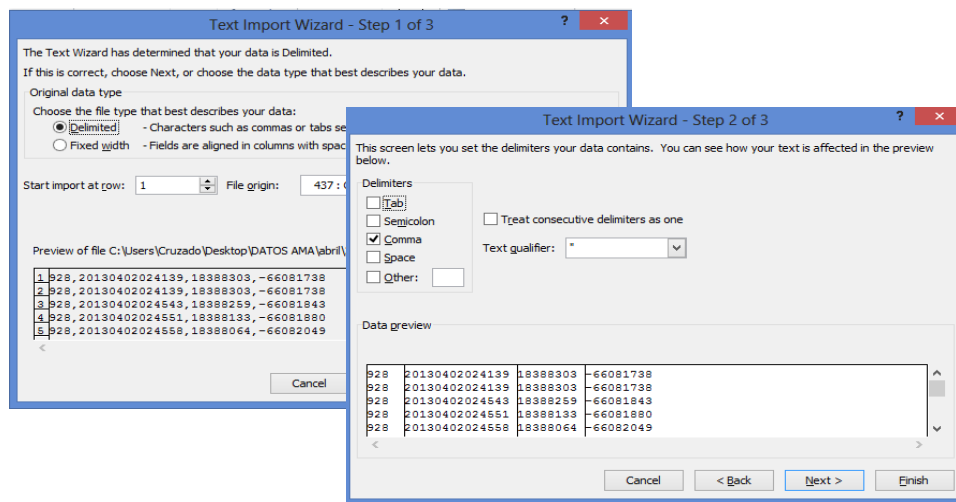 Text Import Wizard - Step 1 of 3
? ×
The Text Wizard has determined that your data is Delimited.
If this is correct, choose Next, or choose the data type that best describes your data.
Original data type
Choose the file type that best describes your data:
Delimited - Characters such as commas or tabs se
Fixed width - Fields are aligned in columns with spac
Start import at row: 1 File origin: 437 :
Preview of file C:\Users\Cruzado\Desktop\DATOS AMA\abril\
1 928,20130402024139,18388303,-66081738
2 928,20130402024139,18388303,-66081738
3 928,20130402024543,18388259,-66081843
4 928,20130402024551,18388133,-66081880
5 928,20130402024558,18388064,-66082049
Cancel
Text Import Wizard - Step 2 of 3
? ×
This screen lets you set the delimiters your data contains. You can see how your text is affected in the preview
below.
Delimiters
Tab
Semicolon
Comma
Space
Other:
Treat consecutive delimiters as one
Text qualifier: "
Data preview
928 20130402024139 18388303 -66081738
928 20130402024139 18388303 -66081738
928 20130402024543 18388259 -66081843
928 20130402024551 18388133 -66081880
928 20130402024558 18388064 -66082049
Cancel < Back Next > Finish